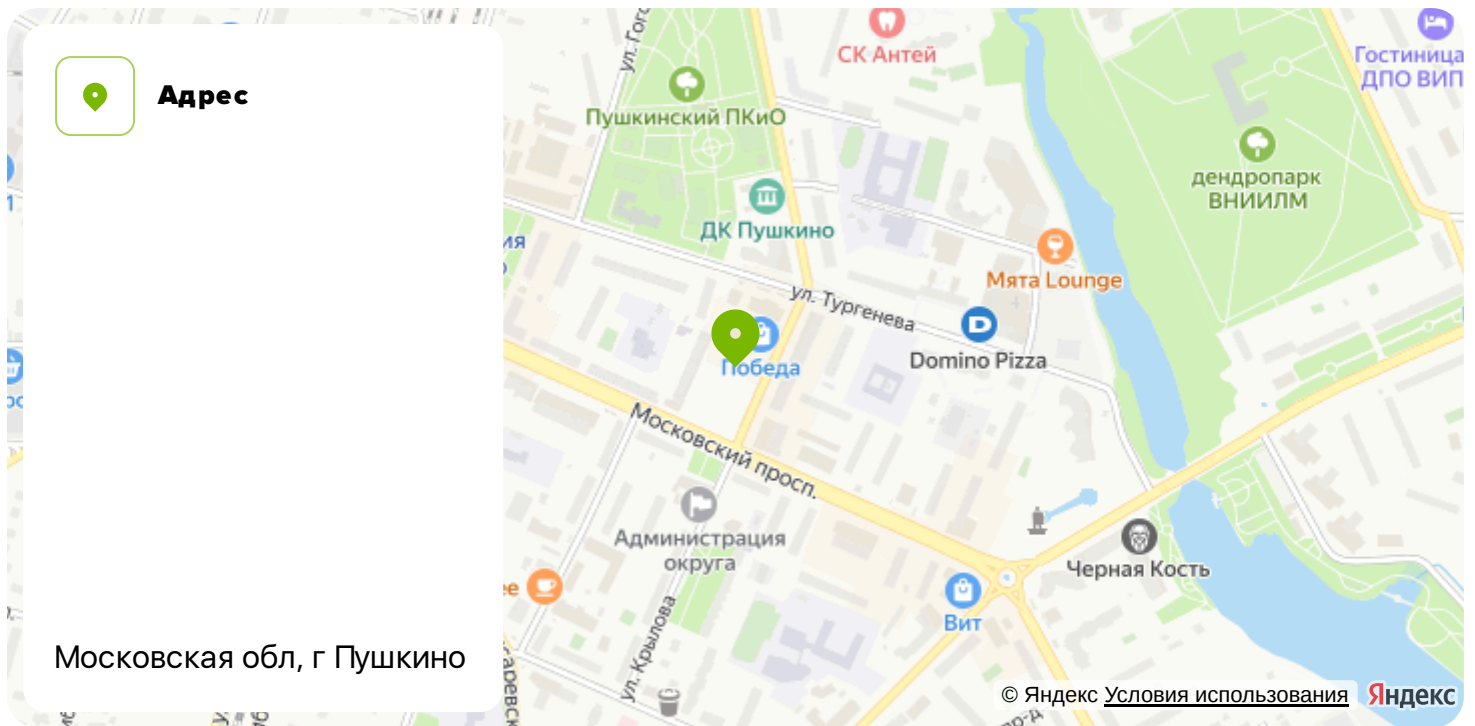 Адрес
Московская обл, г Пушкино
СК Антей
Гостиница
ДПО ВИП
Пушкинский ПКиО
дендропарк
ВНИИЛМ
ДК Пушкино
Мята Lounge
ул. Тургенева
Domino Pizza
Победа
Московский просп.
Администрация
округа
Черная Кость
Вит
ул. Крылова
© Яндекс Условия использования
Яндекс